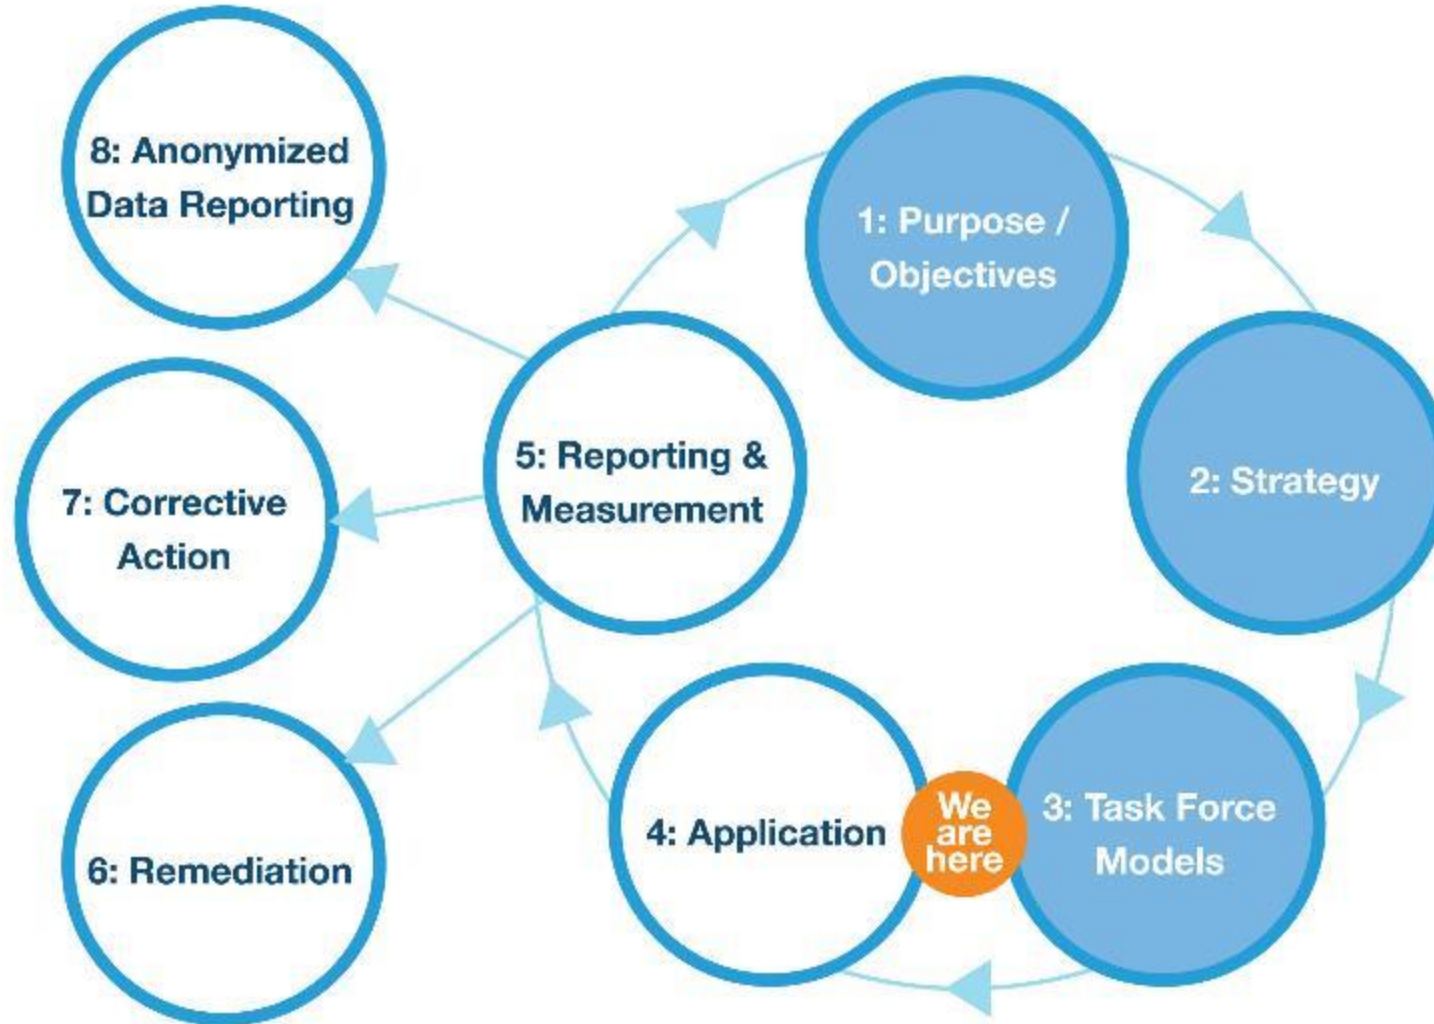 1: Purpose /
Objectives
2: Strategy
3: Task Force
Models
We
are
here
4: Application
5: Reporting &
Measurement
6: Remediation
7: Corrective
Action
8: Anonymized
Data Reporting